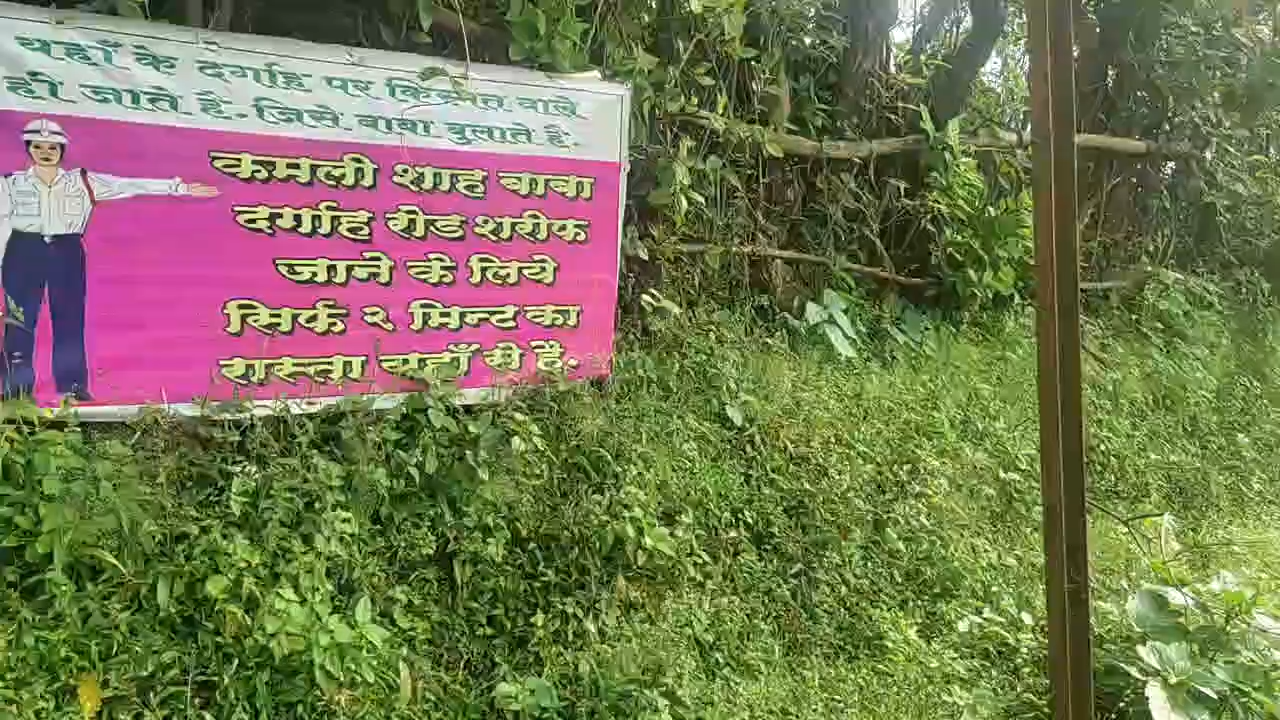 यहाँ के दर्गाह पर किस्मत वाले
ही जाते है. जिसे बाबा बुलाते है.
कमली शाह बाबा
दर्गाह रोड शरीफ
जाने के लिये
सिर्फ २ मिन्ट का
रास्ता यहाँ से है.